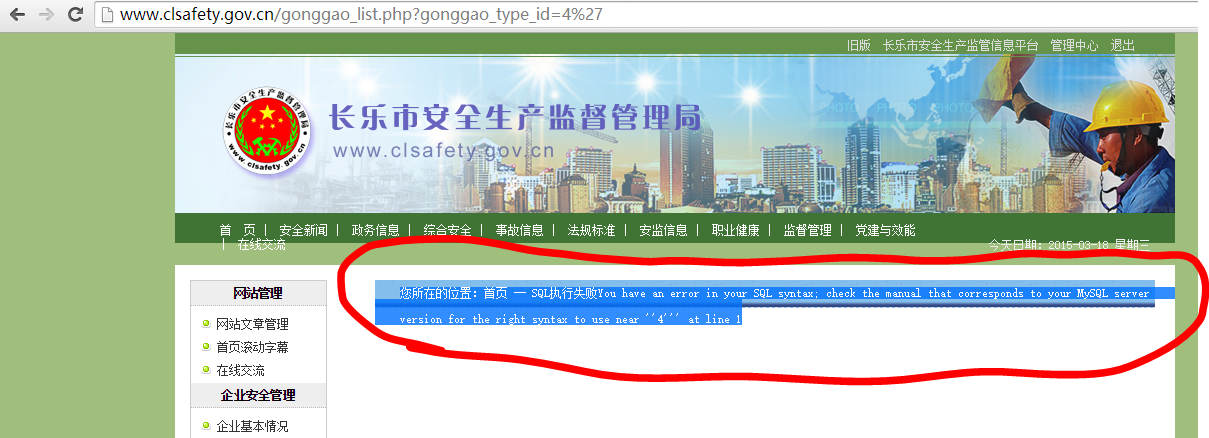 www.clsafety.gov.cn/gonggao_list.php?gonggao_type_id=4%27
旧版 长乐市安全生产监管信息平台 管理中心 退出
长乐市安全生产监督管理局
www.clsafety.gov.cn
长乐市安全生产监督管理局
www.clsafety.gov.cn
PHOTO PHOTO PHOTO
首 页 | 安全新闻 | 政务信息 | 综合安全 | 事故信息 | 法规标准 | 安监信息 | 职业健康 | 监督管理 | 党建与效能
| 在线交流
今天日期: 2015-03-18 星期三
您所在的位置: 首页 — SQL执行失败You have an error in your SQL syntax; check the manual that corresponds to your MySQL server
version for the right syntax to use near ''4''' at line 1
网站管理
网站文章管理
首页滚动字幕
在线交流
企业安全管理
企业基本情况